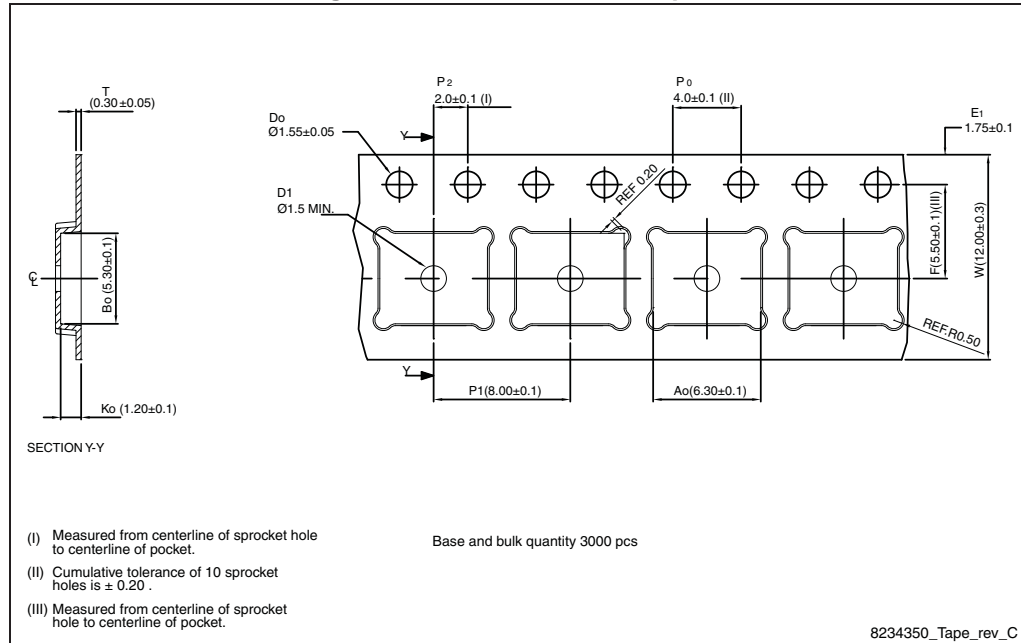 T
(0.30±0.05)
P2
2.0±0.1 (I)
P0
4.0±0.1 (II)
E1
1.75±0.1
Do
Ø1.55±0.05
Y
D1
Ø1.5 MIN.
REF 0.20
F(5.50±0.1)(III)
W(12.00±0.3)
℄
Bo (5.30±0.1)
REF.R0.50
Y
P1(8.00±0.1)
Ao(6.30±0.1)
Ko (1.20±0.1)
SECTION Y-Y
(I) Measured from centerline of sprocket hole
to centerline of pocket.
Base and bulk quantity 3000 pcs
(II) Cumulative tolerance of 10 sprocket
holes is ± 0.20 .
(III) Measured from centerline of sprocket
hole to centerline of pocket.
8234350_Tape_rev_C